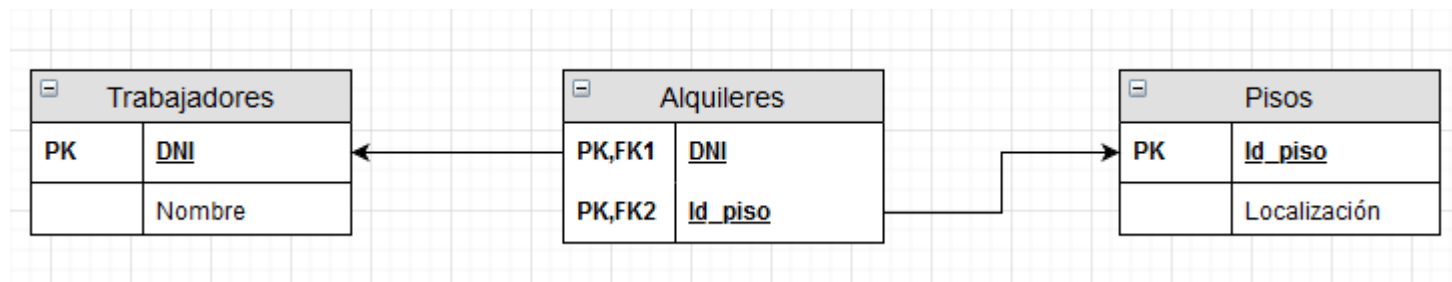 Trabajadores
PK DNI
Nombre
Alquileres
PK,FK1 DNI
PK,FK2 Id_piso
Pisos
PK Id_piso
Localización